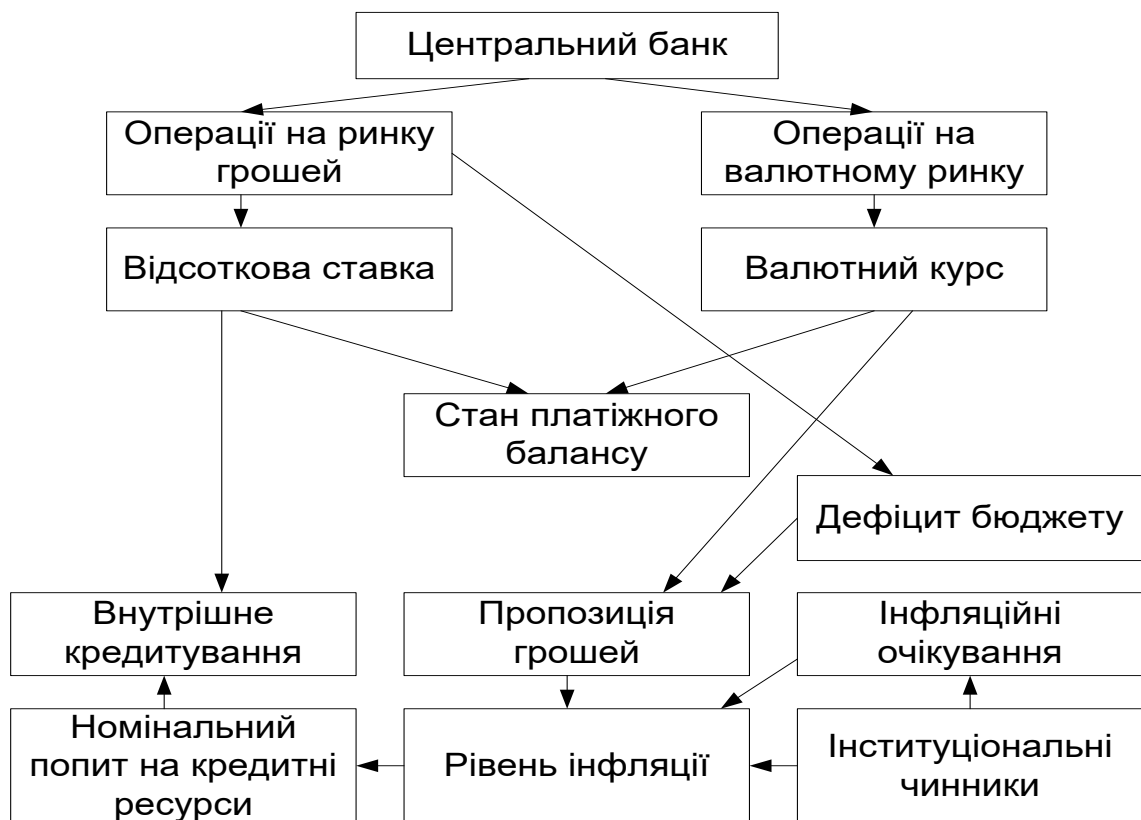 Центральний банк
Операції на ринку
грошей
Операції на
валютному ринку
Відсоткова ставка
Валютний курс
Стан платіжного
балансу
Дефіцит бюджету
Внутрішнє
кредитування
Пропозиція
грошей
Інфляційні
очікування
Номінальний
попит на кредитні
ресурси
Рівень інфляції
Інституціональні
чинники